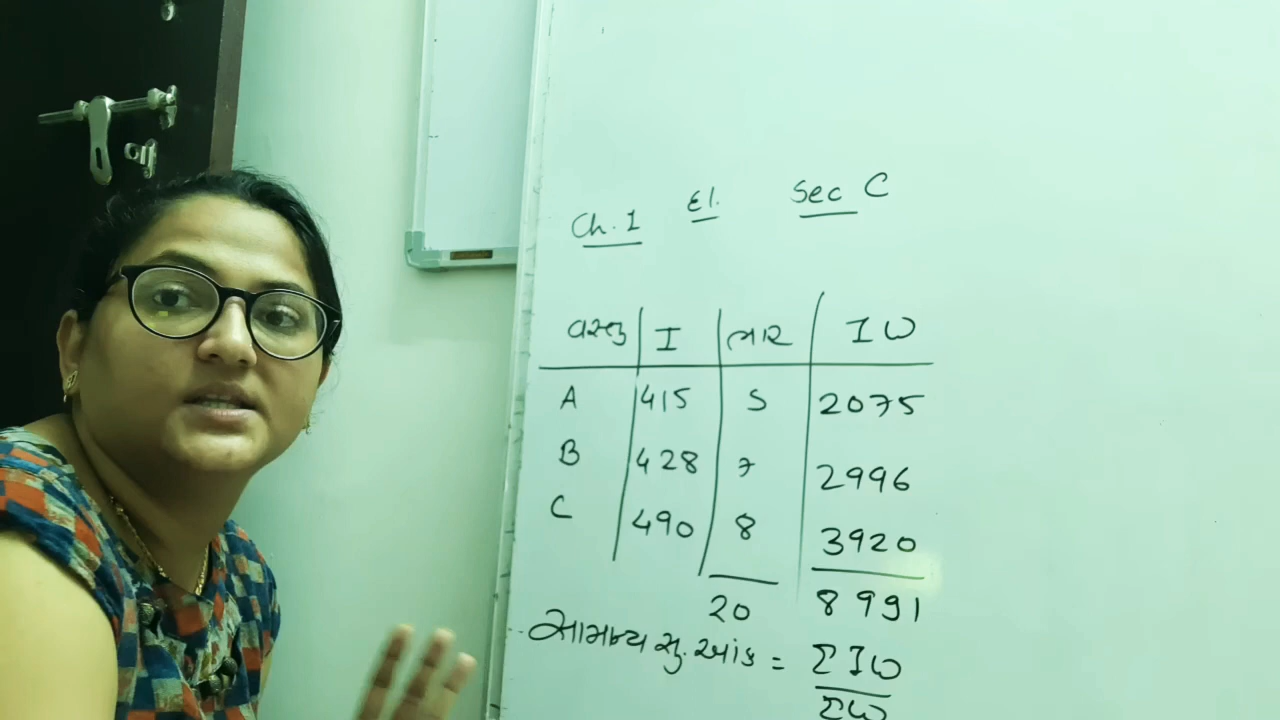 Ch. 1 દા. Sec C
વસ્તુ I ભાર IW
A 415 5 2075
B 428 7 2996
C 490 8 3920
20 8991
સામાન્ય સૂ. આંક = ΣIW
ΣW